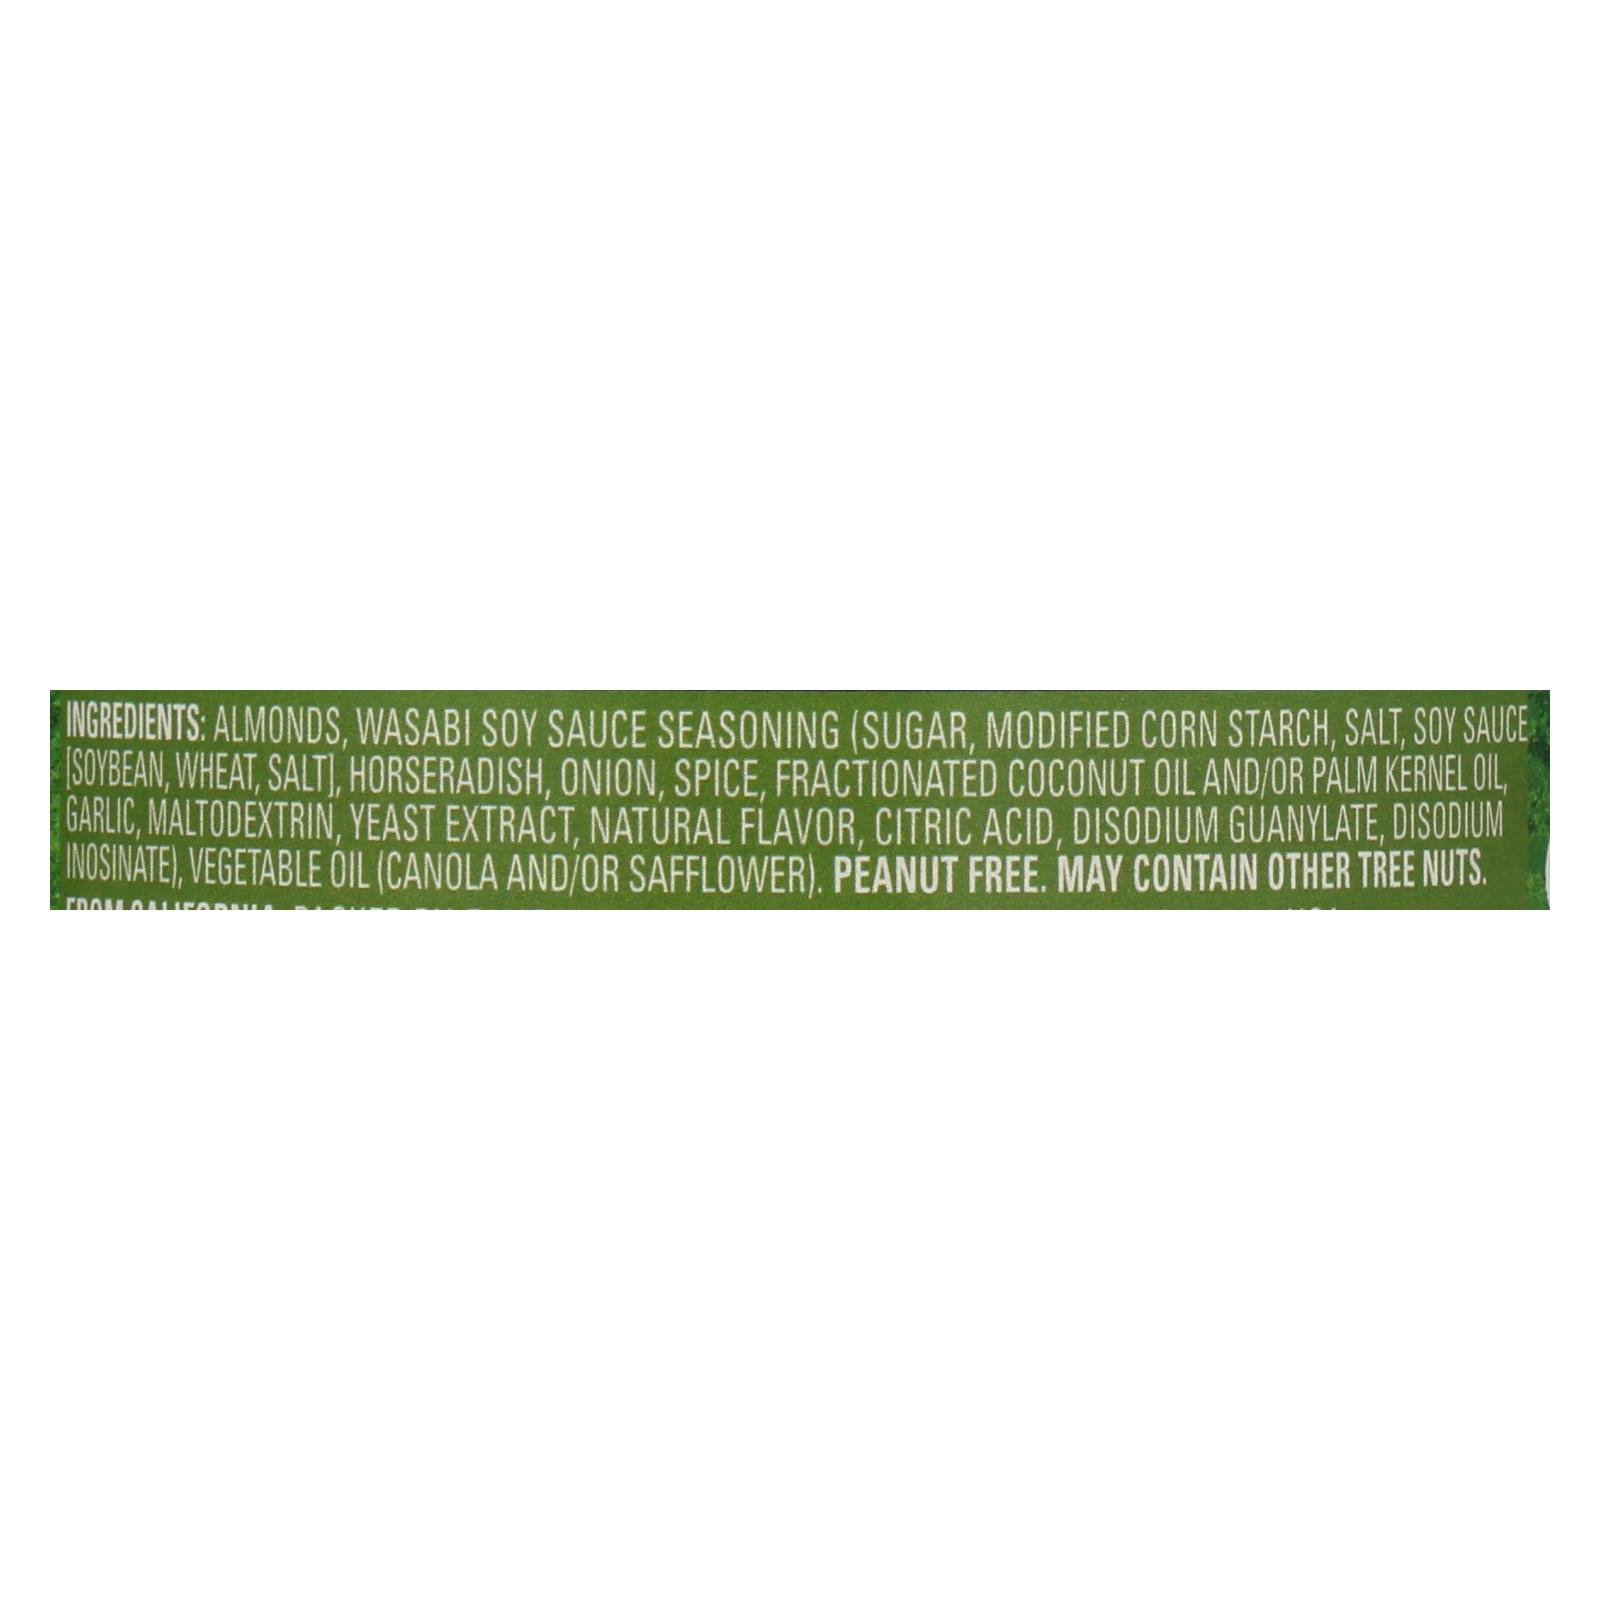 INGREDIENTS: ALMONDS, WASABI SOY SAUCE SEASONING (SUGAR, MODIFIED CORN STARCH, SALT, SOY SAUCE
[SOYBEAN, WHEAT, SALT], HORSERADISH, ONION, SPICE, FRACTIONATED COCONUT OIL AND/OR PALM KERNEL OIL,
GARLIC, MALTODEXTRIN, YEAST EXTRACT, NATURAL FLAVOR, CITRIC ACID, DISODIUM GUANYLATE, DISODIUM
INOSINATE), VEGETABLE OIL (CANOLA AND/OR SAFFLOWER). PEANUT FREE. MAY CONTAIN OTHER TREE NUTS.
FROM CALIFORNIA.